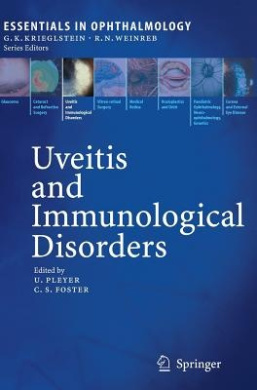 ESSENTIALS IN OPHTHALMOLOGY
G. K. KRIEGLSTEIN · R. N. WEINREB
Series Editors
Glaucoma
Cataract and Refractive Surgery
Uveitis and Immunological Disorders
Vitreo-retinal Surgery
Medical Retina
Oculoplastics and Orbit
Paediatric Ophthalmology, Neuro-ophthalmology, Genetics
Cornea and External Eye Disease
Uveitis
and
Immunological
Disorders
Edited by
U. PLEYER
C. S. FOSTER
Springer